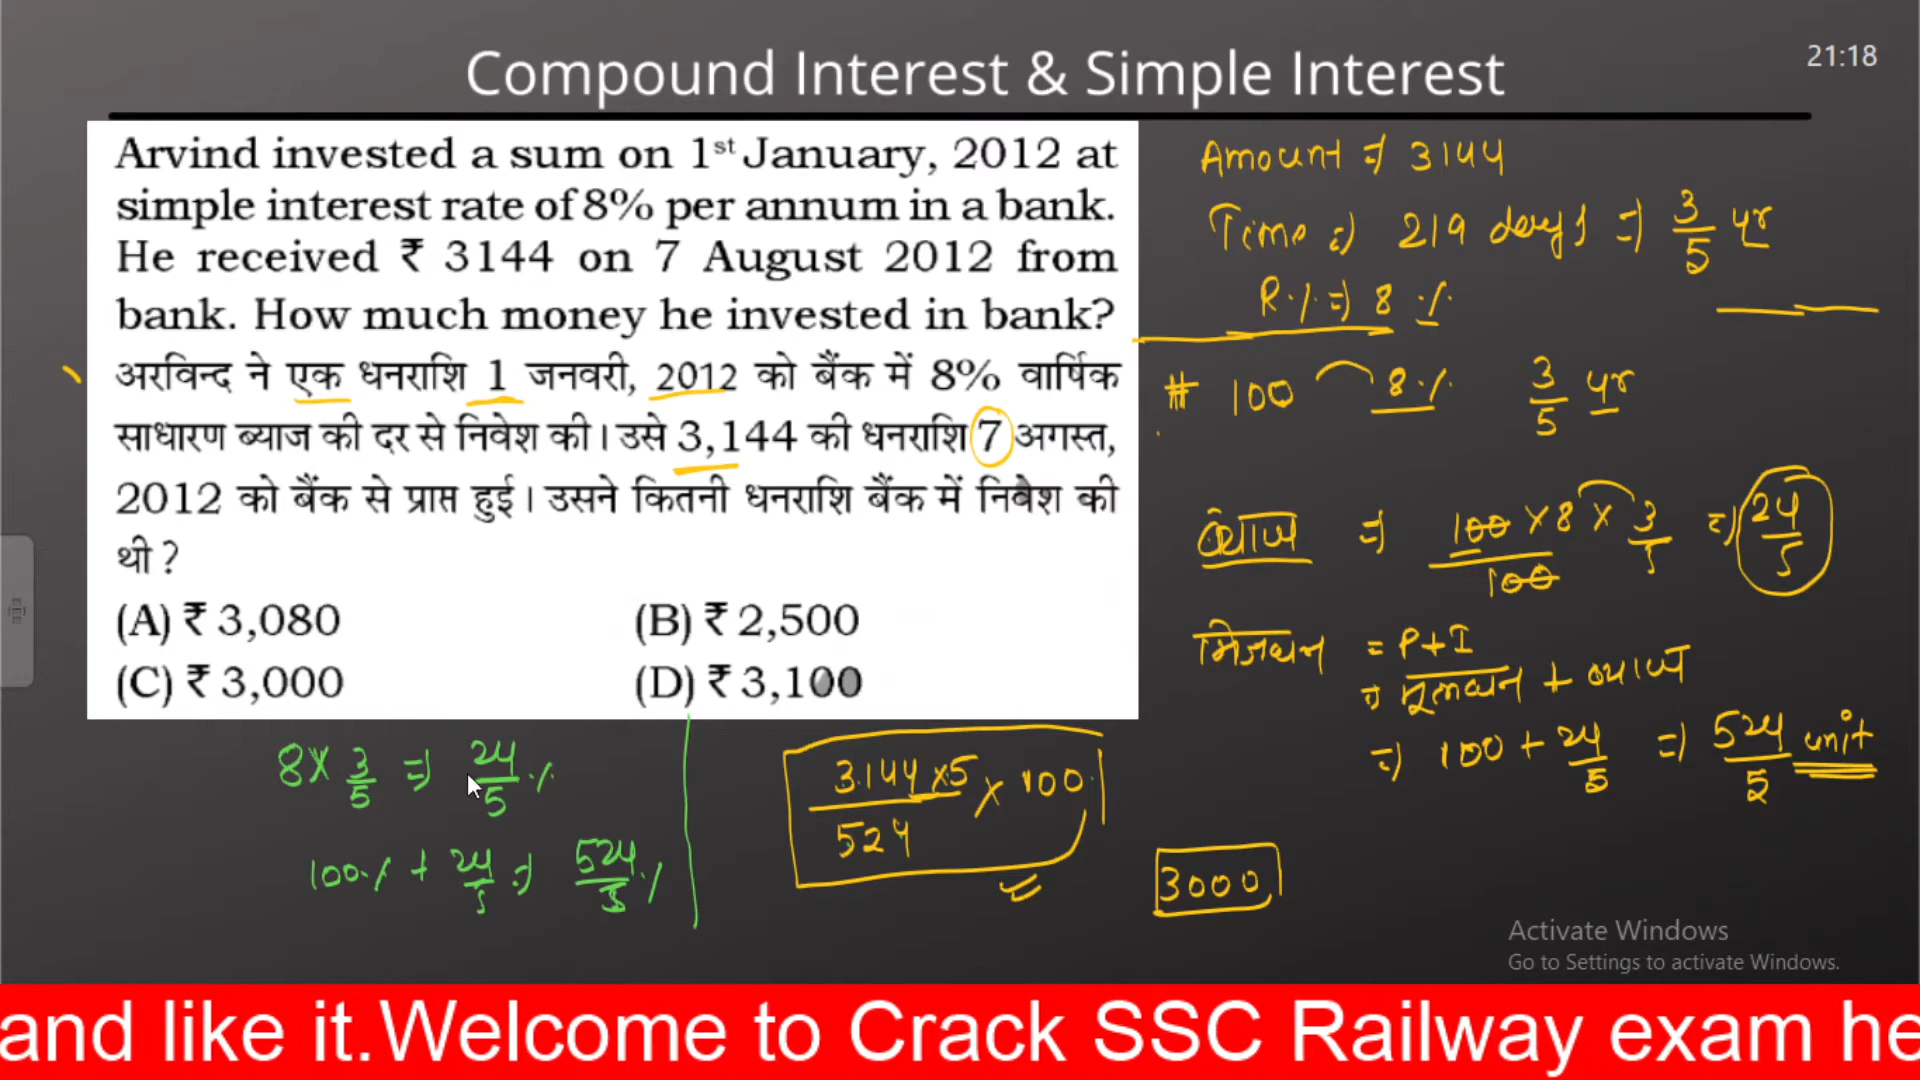 Compound Interest & Simple Interest
21:18
Arvind invested a sum on 1st January, 2012 at
simple interest rate of 8% per annum in a bank.
He received ₹ 3144 on 7 August 2012 from
bank. How much money he invested in bank?
अरविन्द ने एक धनराशि 1 जनवरी, 2012 को बैंक में 8% वार्षिक
साधारण ब्याज की दर से निवेश की। उसे 3,144 की धनराशि 7 अगस्त,
2012 को बैंक से प्राप्त हुई। उसने कितनी धनराशि बैंक में निवेश की
थी ?
(A) ₹ 3,080 (B) ₹ 2,500
(C) ₹ 3,000 (D) ₹ 3,100
Amount => 3144
Time => 219 days => 3/5 yr
R% => 8 %
# 100 8% 3/5 yr
ब्याज => 100 × 8 × 3/5 / 100 => 24/5
मिश्रधन = P+I
= मूलधन + ब्याज
=> 100 + 24/5 => 524/5 unit
8 × 3/5 => 24/5 %
100% + 24/5 => 524/5 %
3144 × 5 / 524 × 100
3000
Activate Windows
Go to Settings to activate Windows.
and like it.Welcome to Crack SSC Railway exam he